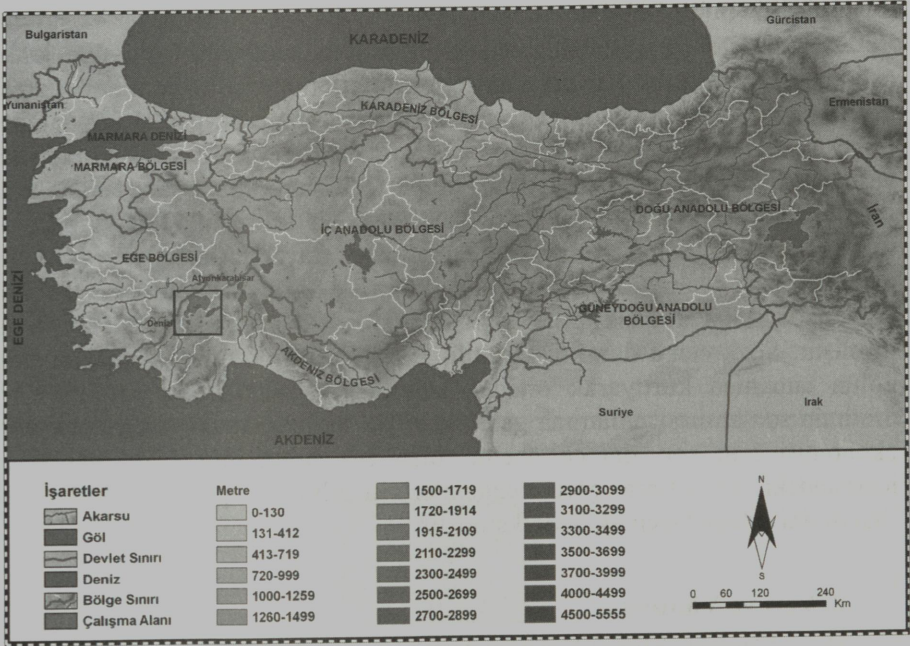 Bulgaristan
KARADENİZ
Gürcistan
Yunanistan
KARADENİZ BÖLGESİ
Ermenistan
MARMARA DENİZİ
MARMARA BÖLGESİ
DOĞU ANADOLU BÖLGESİ
İran
İÇ ANADOLU BÖLGESİ
EGE BÖLGESİ
Afyonkarahisar
EGE DENİZİ
Denizli
GÜNEYDOĞU ANADOLU
BÖLGESİ
AKDENİZ BÖLGESİ
Suriye
Irak
AKDENİZ
İşaretler
Akarsu
Göl
Devlet Sınırı
Deniz
Bölge Sınırı
Çalışma Alanı
Metre
0-130
131-412
413-719
720-999
1000-1259
1260-1499
1500-1719
1720-1914
1915-2109
2110-2299
2300-2499
2500-2699
2700-2899
2900-3099
3100-3299
3300-3499
3500-3699
3700-3999
4000-4499
4500-5555
N
S
0 60 120 240
Km